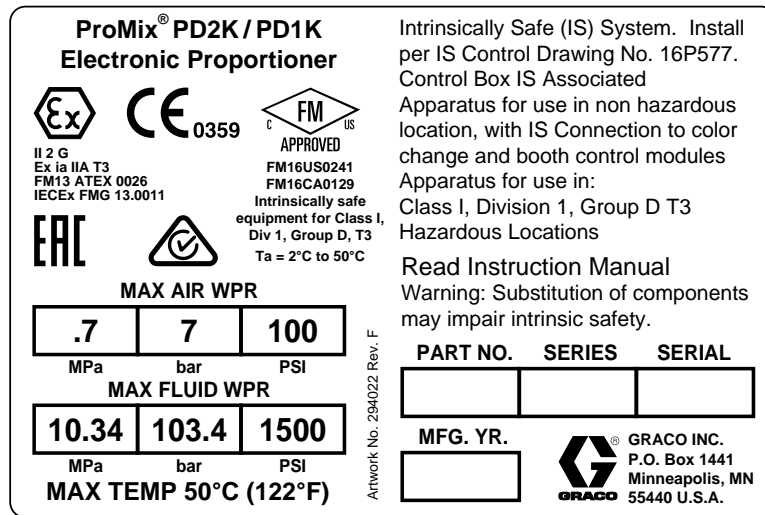 ProMix® PD2K / PD1K
Electronic Proportioner
Ex
CE 0359
FM
C US
APPROVED
II 2 G
Ex ia IIA T3
FM13 ATEX 0026
IECEx FMG 13.0011
FM16US0241
FM16CA0129
Intrinsically safe
equipment for Class I,
Div 1, Group D, T3
Ta = 2°C to 50°C
EAC
MAX AIR WPR
.7 7 100
MPa bar PSI
MAX FLUID WPR
10.34 103.4 1500
MPa bar PSI
MAX TEMP 50°C (122°F)
Artwork No. 294022 Rev. F
Intrinsically Safe (IS) System. Install
per IS Control Drawing No. 16P577.
Control Box IS Associated
Apparatus for use in non hazardous
location, with IS Connection to color
change and booth control modules
Apparatus for use in:
Class I, Division 1, Group D T3
Hazardous Locations
Read Instruction Manual
Warning: Substitution of components
may impair intrinsic safety.
PART NO. SERIES SERIAL
MFG. YR.
G ®
GRACO
GRACO INC.
P.O. Box 1441
Minneapolis, MN
55440 U.S.A.